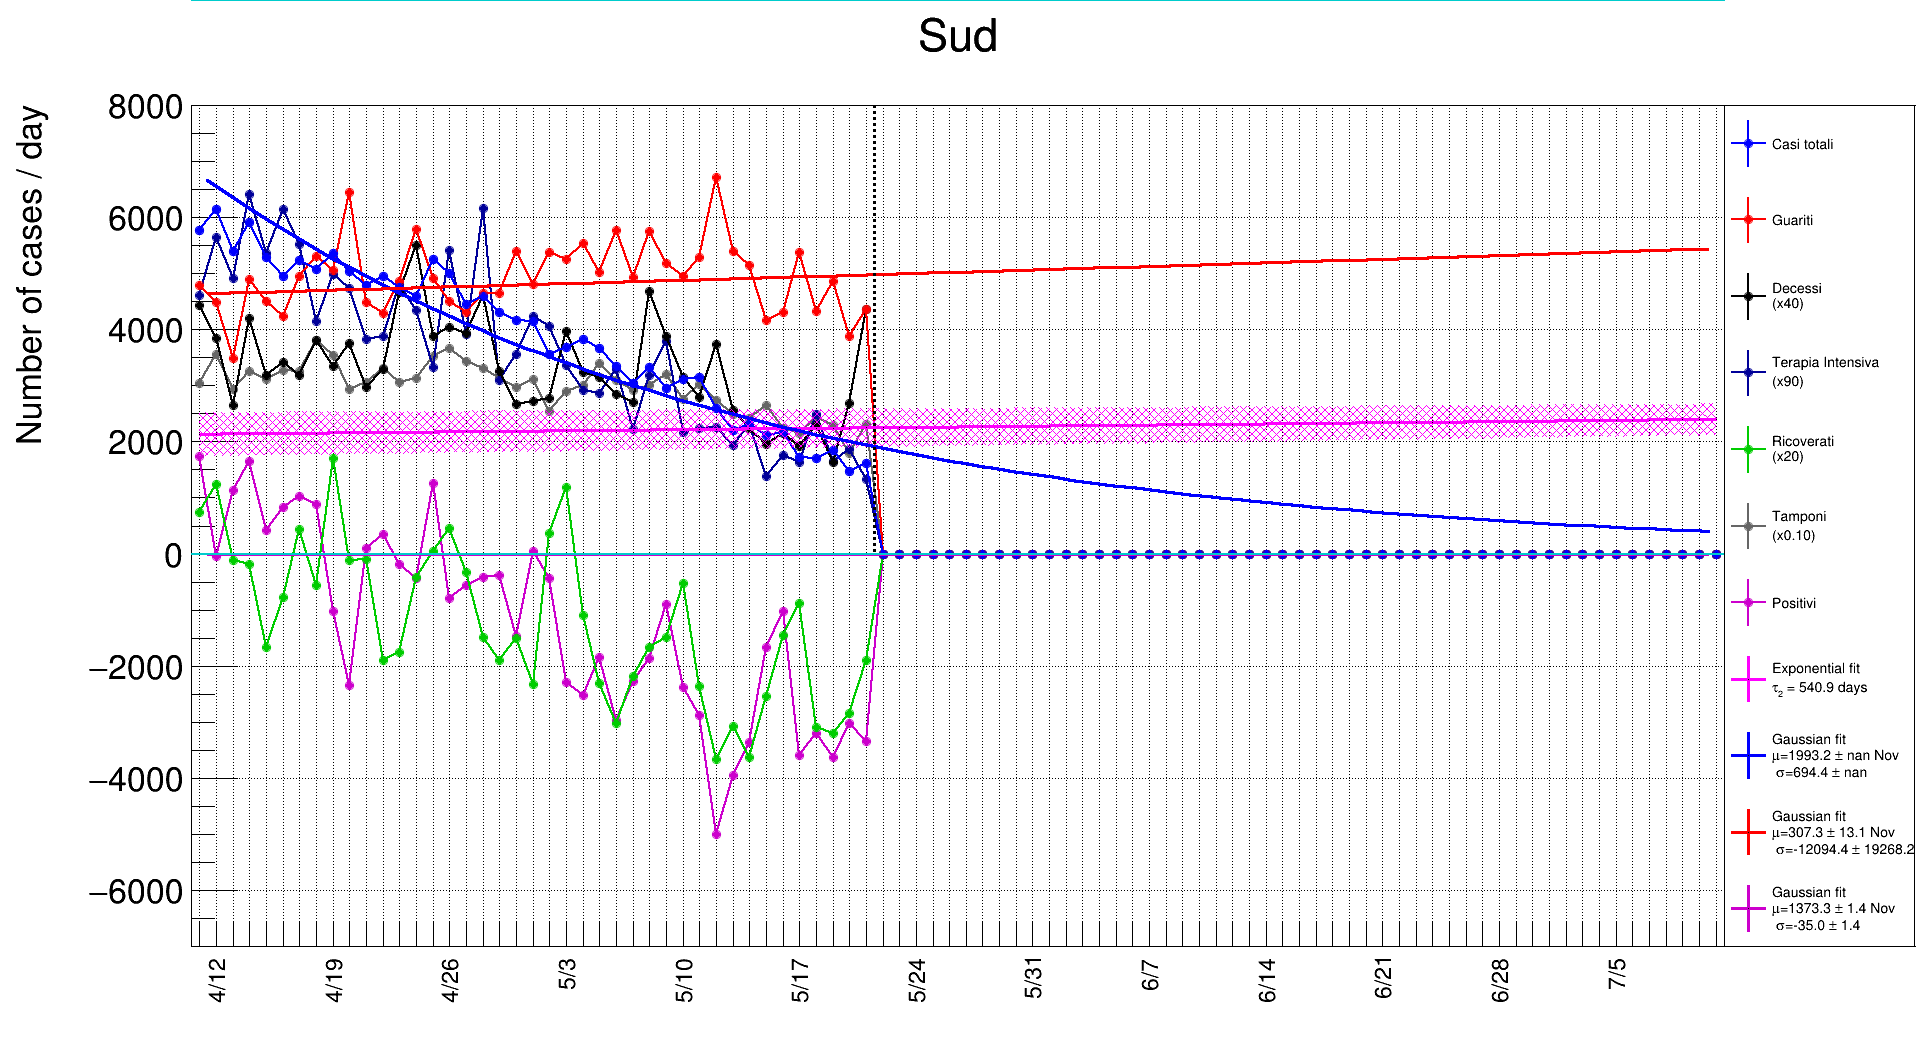 Sud
Number of cases / day
8000
6000
4000
2000
0
−2000
−4000
−6000
4/12
4/19
4/26
5/3
5/10
5/17
5/24
5/31
6/7
6/14
6/21
6/28
7/5
Casi totali
Guariti
Decessi
(x40)
Terapia Intensiva
(x90)
Ricoverati
(x20)
Tamponi
(x0.10)
Positivi
Exponential fit
τ2 = 540.9 days
Gaussian fit
μ=1993.2 ± nan Nov
σ=694.4 ± nan
Gaussian fit
μ=307.3 ± 13.1 Nov
σ=-12094.4 ± 19268.2
Gaussian fit
μ=1373.3 ± 1.4 Nov
σ=-35.0 ± 1.4